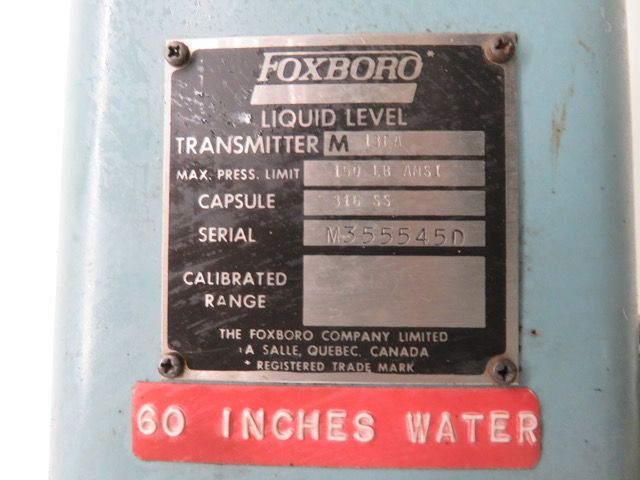 FOXBORO*
LIQUID LEVEL
TRANSMITTER M 13FA
MAX. PRESS. LIMIT 150 LB ANSI
CAPSULE 316 SS
SERIAL M355545D
CALIBRATED
RANGE
THE FOXBORO COMPANY LIMITED
LA SALLE, QUEBEC, CANADA
* REGISTERED TRADE MARK
60 INCHES WATER